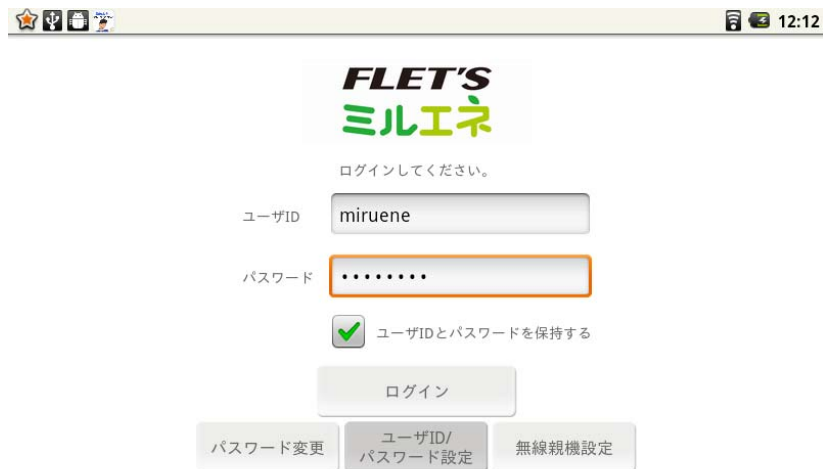 12:12
FLET'S
ミルエネ
ログインしてください。
ユーザID
miruene
パスワード
••••••••
ユーザIDとパスワードを保持する
ログイン
パスワード変更
ユーザID/
パスワード設定
無線親機設定